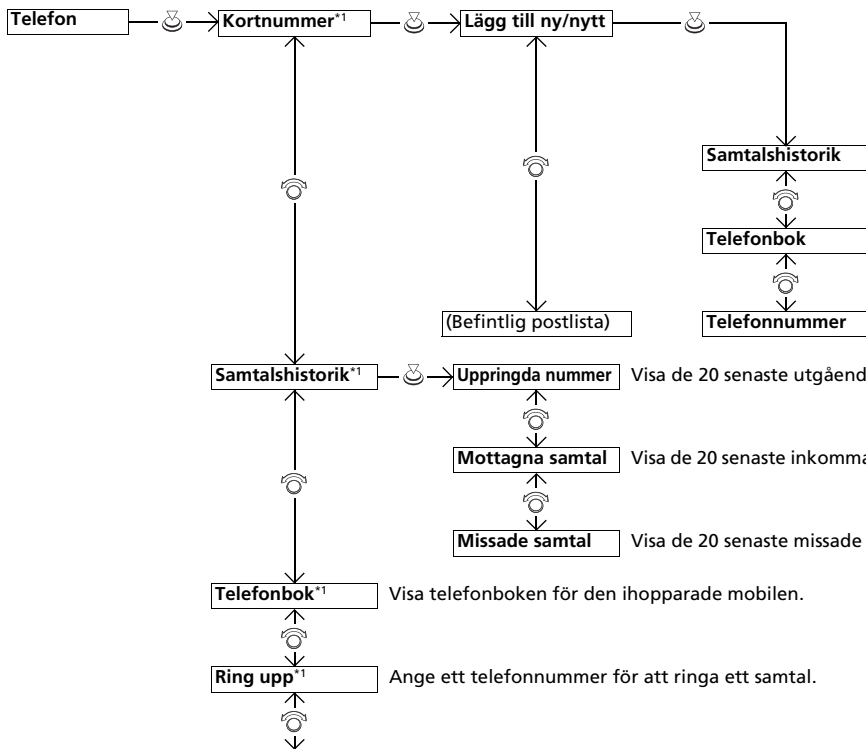 Telefon
Kortnummer*1
Lägg till ny/nytt
Samtalshistorik
Telefonbok
(Befintlig postlista)
Telefonnummer
Samtalshistorik*1
Uppringda nummer
Visa de 20 senaste
Mottagna samtal
Visa de 20 senaste
Missade samtal
Visa de 20 senaste missade
Telefonbok*1
Visa telefonboken för den ihopparade mobilen.
Ring upp*1
Ange ett telefonnummer för att ringa ett samtal.